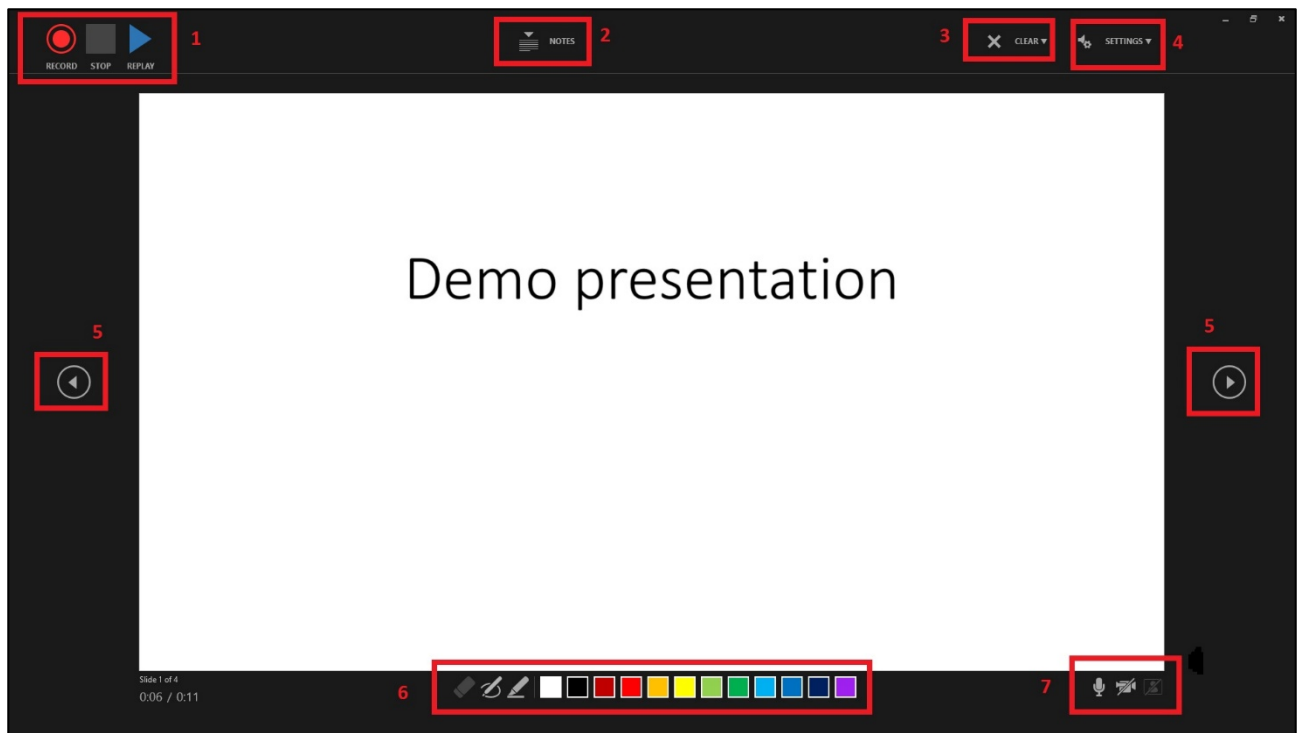 1
NOTES
2
3
CLEAR
SETTINGS
4
RECORD STOP REPLAY
Demo presentation
5
5
Slide 1 of 4
0:06 / 0:11
6
7